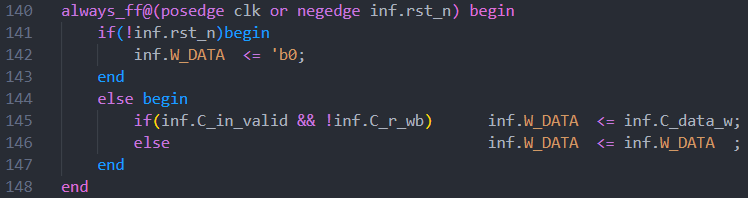 140 always_ff@(posedge clk or negedge inf.rst_n) begin
141     if(!inf.rst_n)begin
142         inf.W_DATA  <= 'b0;
143     end
144     else begin
145         if(inf.C_in_valid && !inf.C_r_wb)      inf.W_DATA  <= inf.C_data_w;
146         else                                   inf.W_DATA  <= inf.W_DATA  ;
147     end
148 end